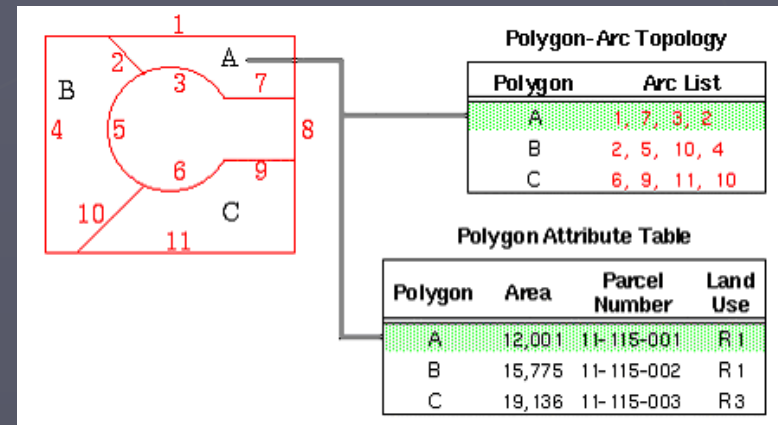 1
2
A
3
7
B
4
5
8
6
9
10
C
11
Polygon-Arc Topology
Polygon Arc List
A 1, 7, 3, 2
B 2, 5, 10, 4
C 6, 9, 11, 10
Polygon Attribute Table
Polygon Area Parcel Number Land Use
A 12,001 11-115-001 R1
B 15,775 11-115-002 R1
C 19,136 11-115-003 R3